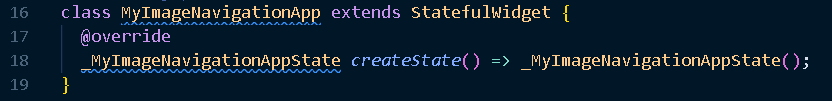 16 class MyImageNavigationApp extends StatefulWidget {
17   @override
18   _MyImageNavigationAppState createState() => _MyImageNavigationAppState();
19 }